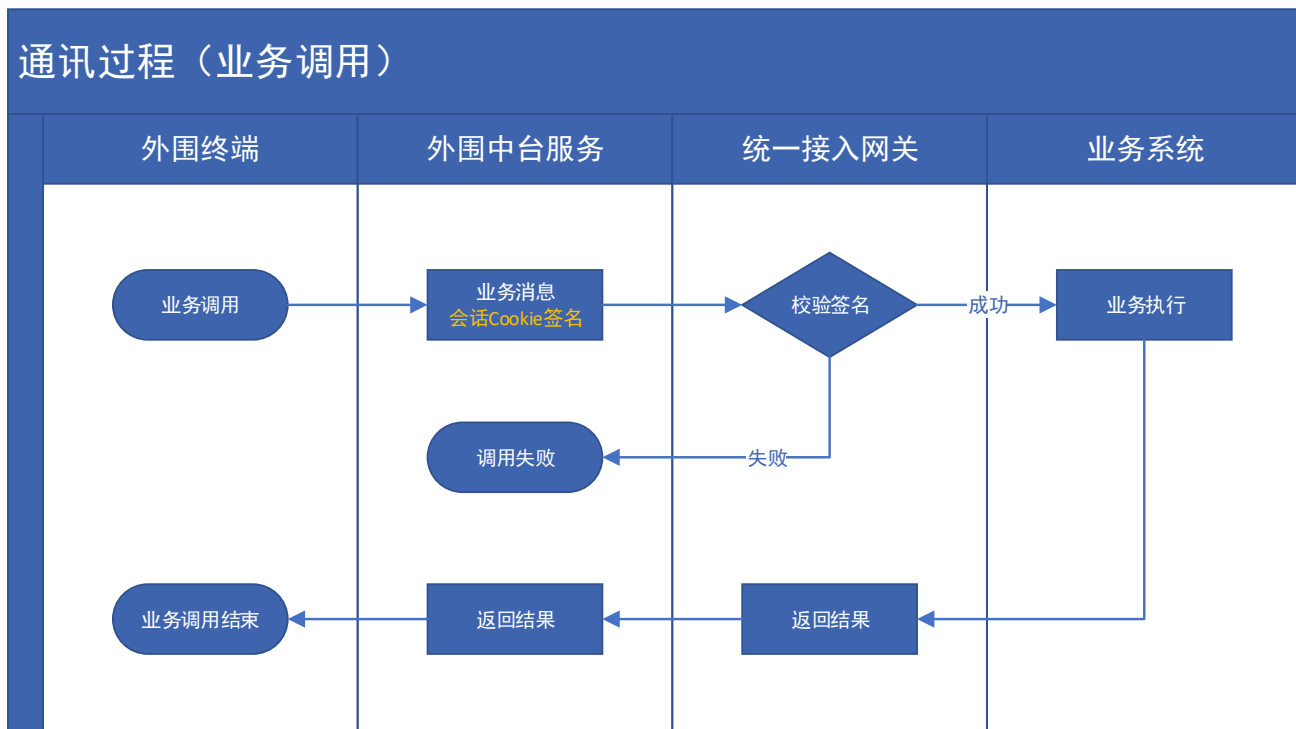 通讯过程（业务调用）
外围终端
外围中台服务
统一接入网关
业务系统
业务调用
业务消息
会话Cookie签名
校验签名
成功
业务执行
调用失败
失败
业务调用结束
返回结果
返回结果